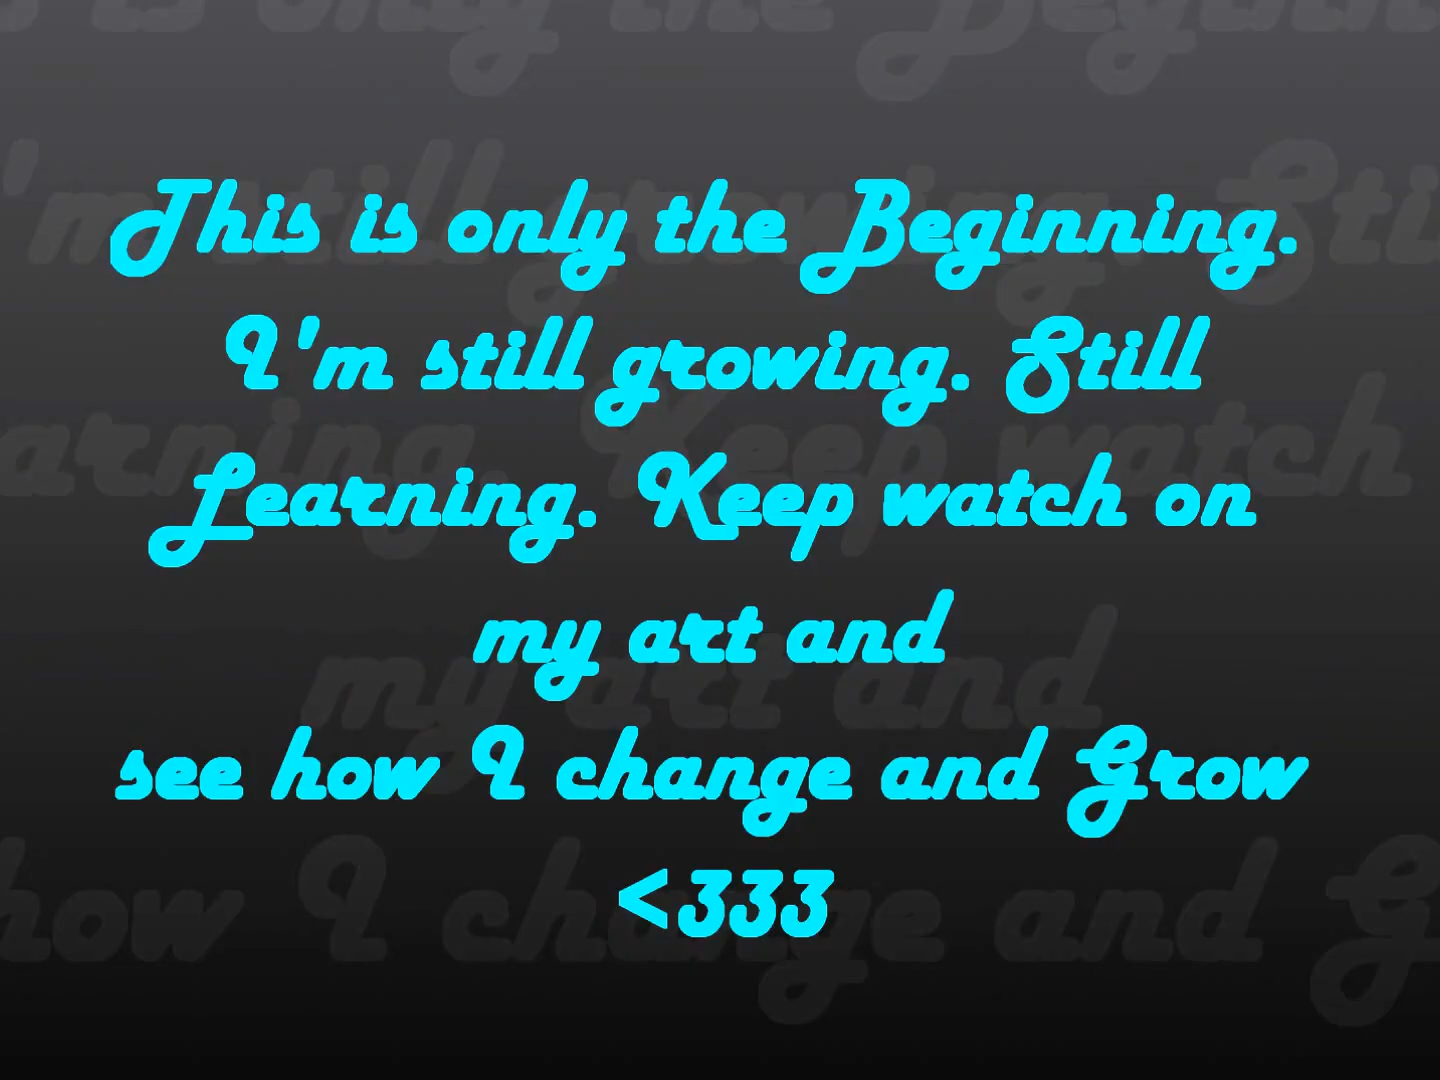 This is only the Beginning.
I'm still growing. Still
Learning. Keep watch on
my art and
see how I change and Grow
<333